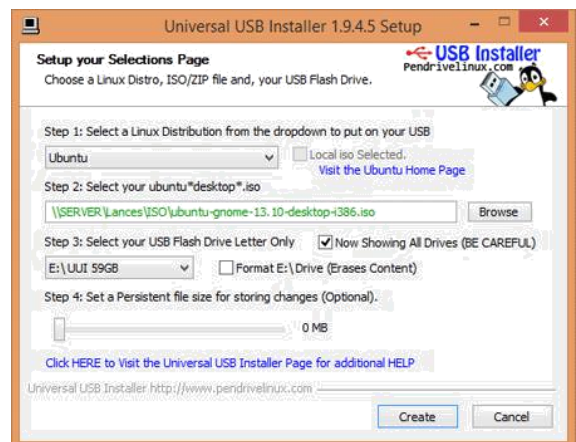 Universal USB Installer 1.9.4.5 Setup
Setup your Selections Page
Choose a Linux Distro, ISO/ZIP file and, your USB Flash Drive.
USB Installer
Pendrivelinux.com
Step 1: Select a Linux Distribution from the dropdown to put on your USB
Ubuntu
Local iso Selected.
Visit the Ubuntu Home Page
Step 2: Select your ubuntu*desktop*.iso
\\SERVER\Lances\ISO\ubuntu-gnome-13.10-desktop-i386.iso
Browse
Step 3: Select your USB Flash Drive Letter Only
Now Showing All Drives (BE CAREFUL)
E:\UUI 59GB
Format E:\ Drive (Erases Content)
Step 4: Set a Persistent file size for storing changes (Optional).
0 MB
Click HERE to Visit the Universal USB Installer Page for additional HELP
Universal USB Installer http://www.pendrivelinux.com
Create
Cancel